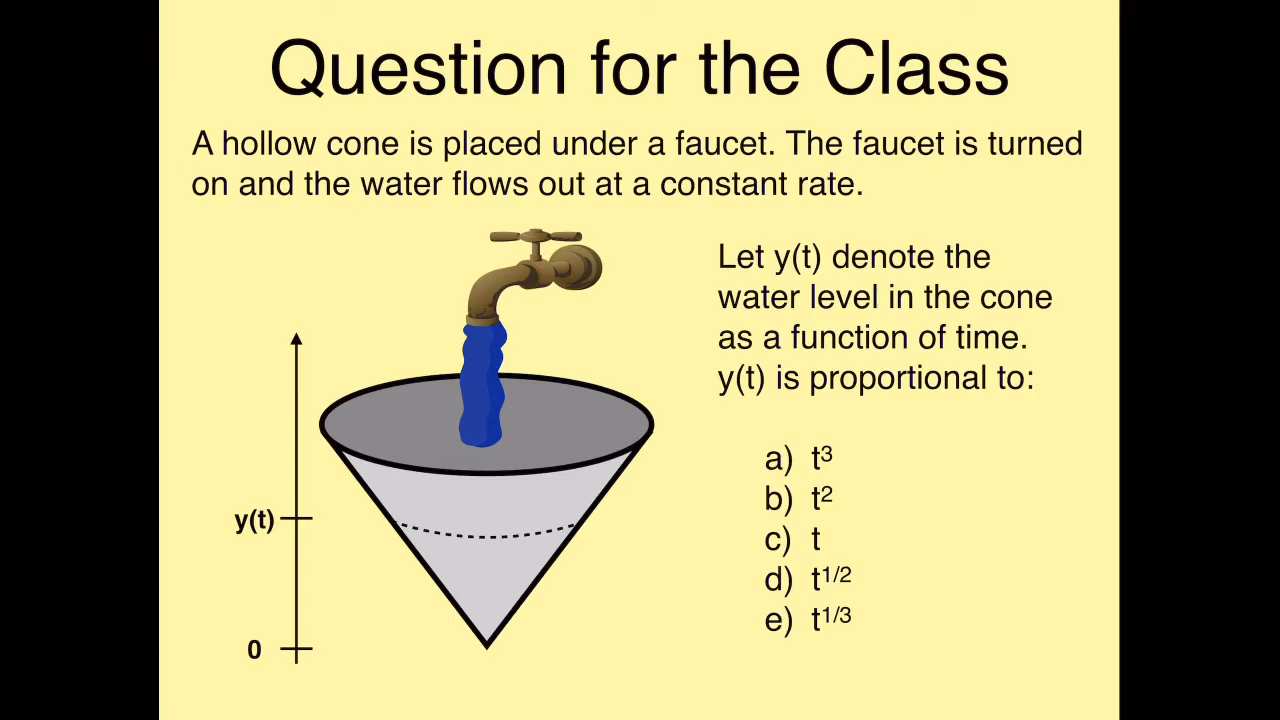 Question for the Class
A hollow cone is placed under a faucet. The faucet is turned
on and the water flows out at a constant rate.
Let y(t) denote the
water level in the cone
as a function of time.
y(t) is proportional to:
a) t³
b) t²
c) t
d) t¹/²
e) t¹/³
y(t)
0